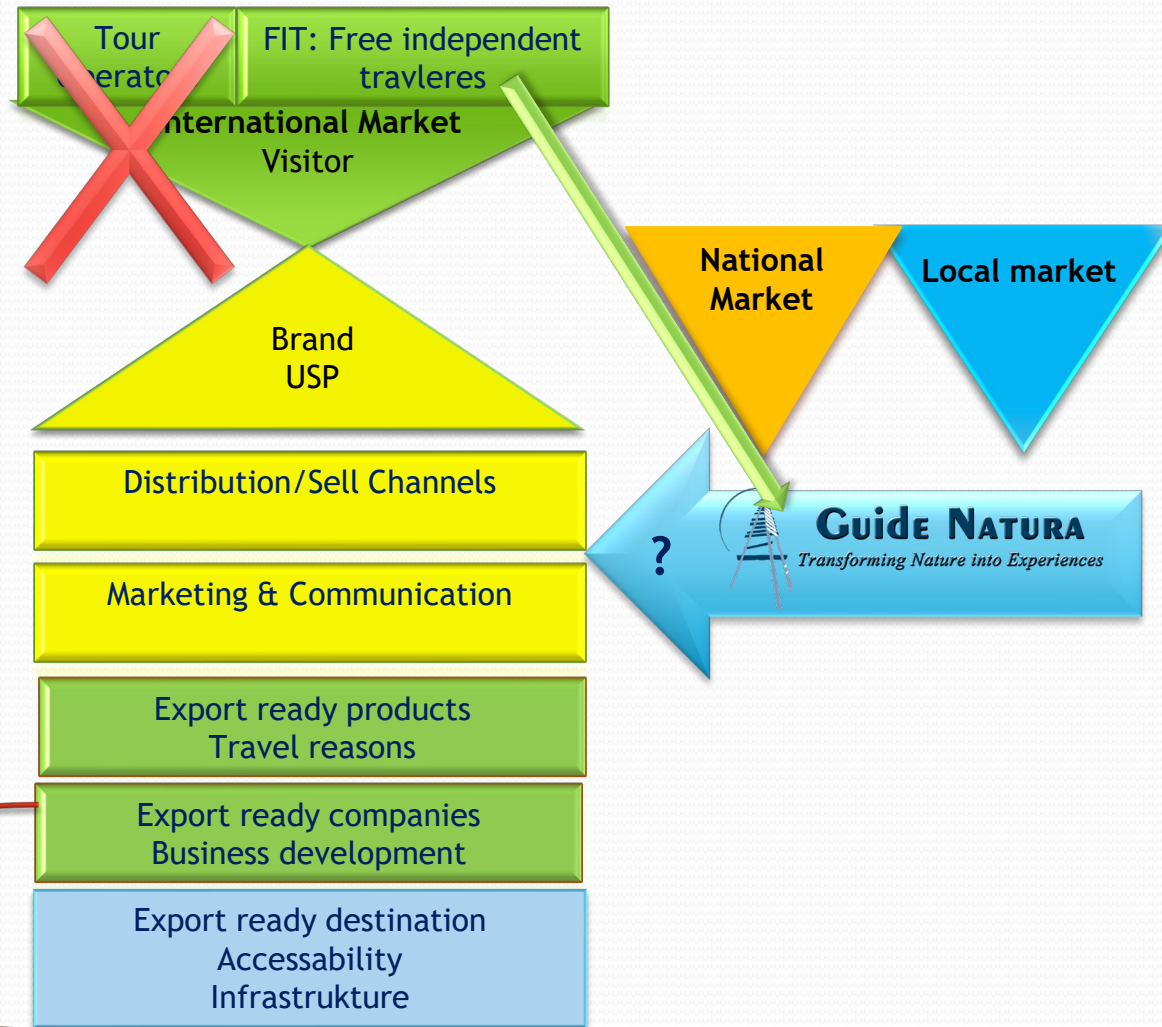 Tour
FIT: Free independent
travleres
International Market
Visitor
National
Market
Local market
Brand
USP
Distribution/Sell Channels
?
GUIDE NATURA
Transforming Nature into Experiences
Marketing & Communication
Export ready products
Travel reasons
Export ready companies
Business development
Export ready destination
Accessability
Infrastrukture